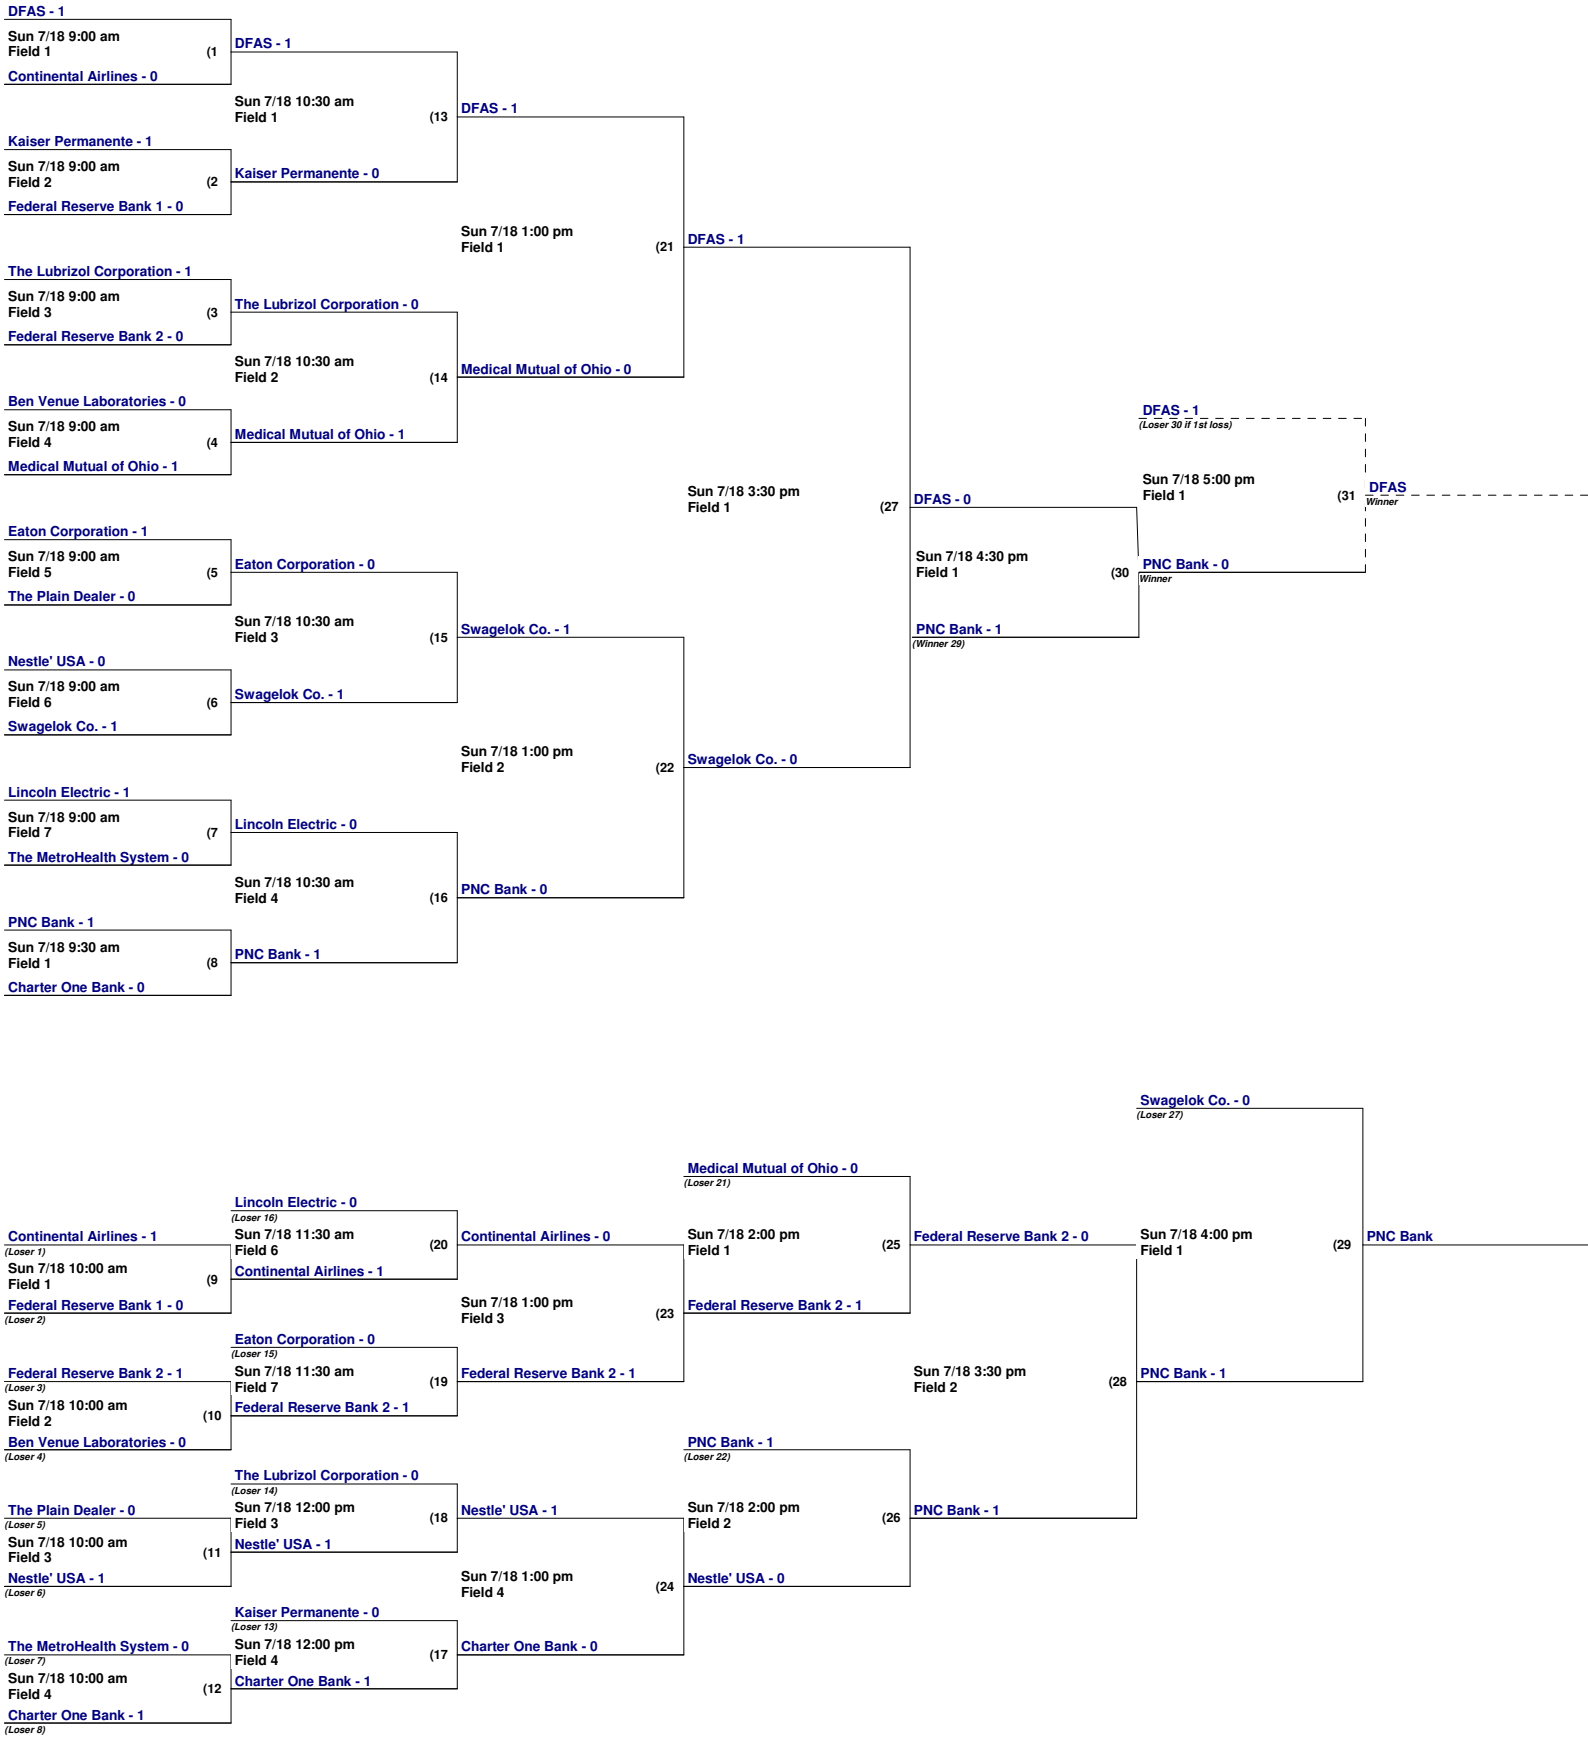 DFAS - 1
Sun 7/18 9:00 am
Field 1
(1
Continental Airlines - 0
Kaiser Permanente - 1
Sun 7/18 9:00 am
Field 2
(2
Federal Reserve Bank 1 - 0
The Lubrizol Corporation - 1
Sun 7/18 9:00 am
Field 3
(3
Federal Reserve Bank 2 - 0
Ben Venue Laboratories - 0
Sun 7/18 9:00 am
Field 4
(4
Medical Mutual of Ohio - 1
Eaton Corporation - 1
Sun 7/18 9:00 am
Field 5
(5
The Plain Dealer - 0
Nestle' USA - 0
Sun 7/18 9:00 am
Field 6
(6
Swagelok Co. - 1
Lincoln Electric - 1
Sun 7/18 9:00 am
Field 7
(7
The MetroHealth System - 0
PNC Bank - 1
Sun 7/18 9:30 am
Field 1
(8
Charter One Bank - 0
DFAS - 1
Sun 7/18 10:30 am
Field 1
(13
Kaiser Permanente - 0
The Lubrizol Corporation - 0
Sun 7/18 10:30 am
Field 2
(14
Medical Mutual of Ohio - 1
Eaton Corporation - 0
Sun 7/18 10:30 am
Field 3
(15
Swagelok Co. - 1
Lincoln Electric - 0
Sun 7/18 10:30 am
Field 4
(16
PNC Bank - 1
DFAS - 1
Sun 7/18 1:00 pm
Field 1
(21
Medical Mutual of Ohio - 0
Swagelok Co. - 1
Sun 7/18 1:00 pm
Field 2
(22
PNC Bank - 0
DFAS - 1
Sun 7/18 3:30 pm
Field 1
(27
Swagelok Co. - 0
DFAS - 0
Sun 7/18 4:30 pm
Field 1
(30
PNC Bank - 1
(Winner 29)
DFAS - 1
(Loser 30 if 1st loss)
Sun 7/18 5:00 pm
Field 1
(31
PNC Bank - 0
Winner
DFAS
Winner
Continental Airlines - 1
(Loser 1)
Sun 7/18 10:00 am
Field 1
(9
Federal Reserve Bank 1 - 0
(Loser 2)
Federal Reserve Bank 2 - 1
(Loser 3)
Sun 7/18 10:00 am
Field 2
(10
Ben Venue Laboratories - 0
(Loser 4)
The Plain Dealer - 0
(Loser 5)
Sun 7/18 10:00 am
Field 3
(11
Nestle' USA - 1
(Loser 6)
The MetroHealth System - 0
(Loser 7)
Sun 7/18 10:00 am
Field 4
(12
Charter One Bank - 1
(Loser 8)
Lincoln Electric - 0
(Loser 16)
Sun 7/18 11:30 am
Field 6
(20
Continental Airlines - 1
Eaton Corporation - 0
(Loser 15)
Sun 7/18 11:30 am
Field 7
(19
Federal Reserve Bank 2 - 1
The Lubrizol Corporation - 0
(Loser 14)
Sun 7/18 12:00 pm
Field 3
(18
Nestle' USA - 1
Kaiser Permanente - 0
(Loser 13)
Sun 7/18 12:00 pm
Field 4
(17
Charter One Bank - 1
Continental Airlines - 0
Sun 7/18 1:00 pm
Field 3
(23
Federal Reserve Bank 2 - 1
Nestle' USA - 1
Sun 7/18 1:00 pm
Field 4
(24
Charter One Bank - 0
Medical Mutual of Ohio - 0
(Loser 21)
Sun 7/18 2:00 pm
Field 1
(25
Federal Reserve Bank 2 - 1
PNC Bank - 1
(Loser 22)
Sun 7/18 2:00 pm
Field 2
(26
Nestle' USA - 0
Federal Reserve Bank 2 - 0
Sun 7/18 3:30 pm
Field 2
(28
PNC Bank - 1
Swagelok Co. - 0
(Loser 27)
Sun 7/18 4:00 pm
Field 1
(29
PNC Bank - 1
PNC Bank